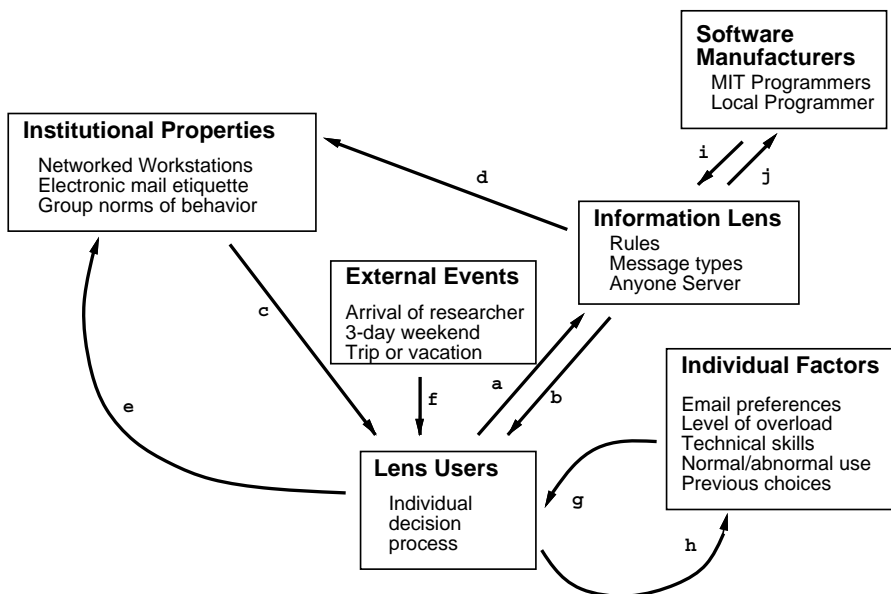 Software
Manufacturers
MIT Programmers
Local Programmer
Institutional Properties
Networked Workstations
Electronic mail etiquette
Group norms of behavior
i
j
d
Information Lens
Rules
Message types
Anyone Server
External Events
Arrival of researcher
3-day weekend
Trip or vacation
c
a
b
f
e
Individual Factors
Email preferences
Level of overload
Technical skills
Normal/abnormal use
Previous choices
Lens Users
Individual
decision
process
g
h